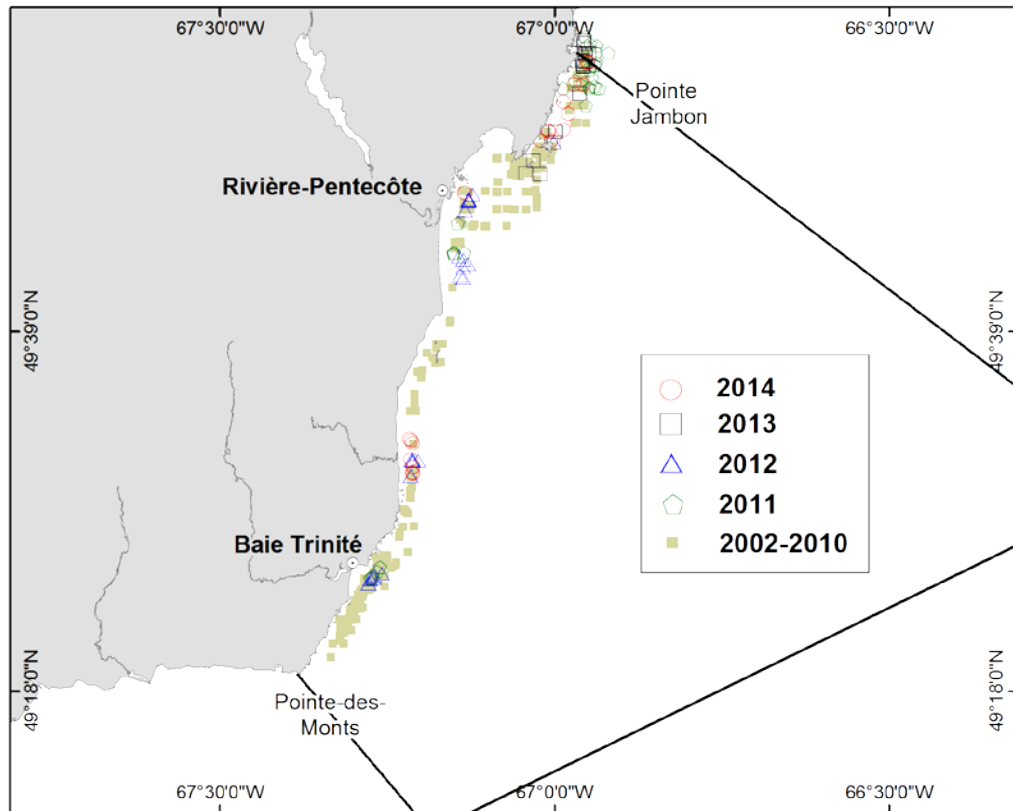 67°30'0"W 67°0'0"W 66°30'0"W
Pointe
Jambon
Rivière-Pentecôte
49°39'0"N 49°39'0"N
2014
2013
2012
2011
2002-2010
Baie Trinité
49°18'0"N 49°18'0"N
Pointe-des-
Monts
67°30'0"W 67°0'0"W 66°30'0"W